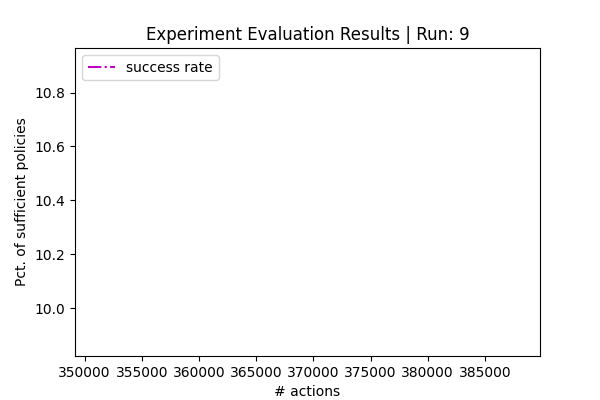 Experiment Evaluation Results | Run: 9
success rate
Pct. of sufficient policies
10.8
10.6
10.4
10.2
10.0
350000 355000 360000 365000 370000 375000 380000 385000
# actions